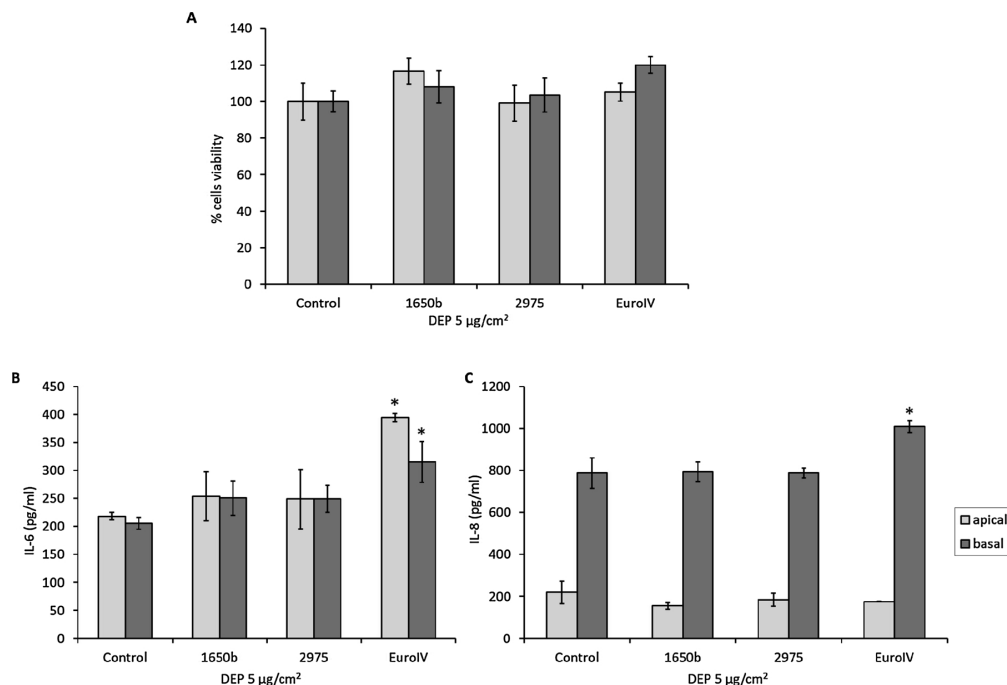 A
140
120
100
80
60
40
20
0
% cells viability
Control 1650b 2975 EuroIV
DEP 5 µg/cm²
B
450
400
350
300
250
200
150
100
50
0
IL-6 (pg/ml)
* *
Control 1650b 2975 EuroIV
DEP 5 µg/cm²
C
1200
1000
800
600
400
200
0
IL-8 (pg/ml)
*
Control 1650b 2975 EuroIV
DEP 5 µg/cm²
apical
basal